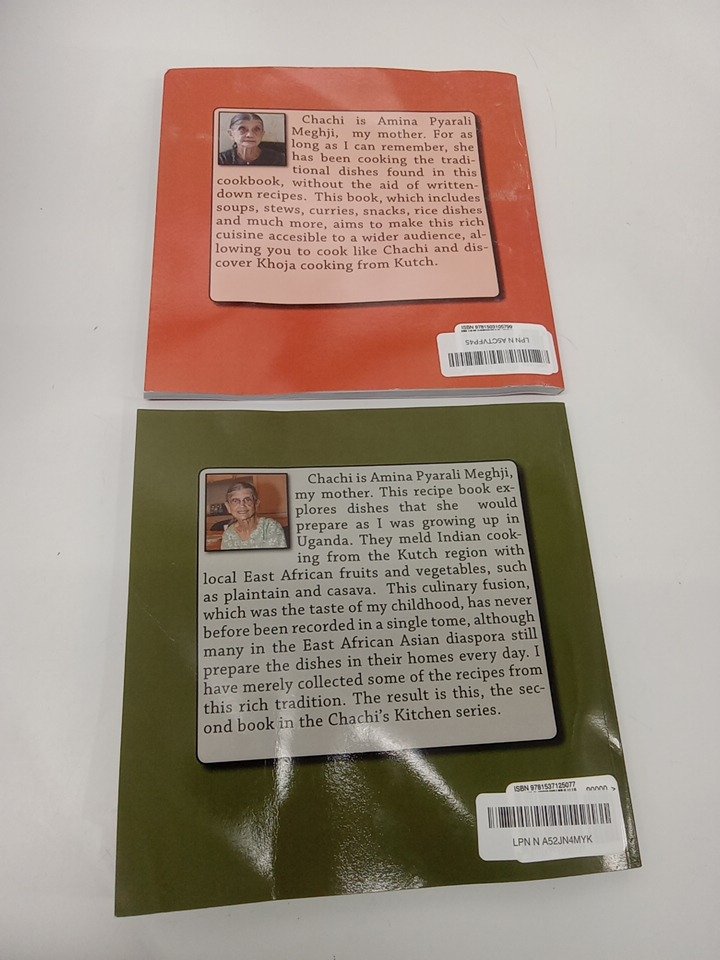 Chachi is Amina Pyarali
Meghji, my mother. For as
long as I can remember, she
has been cooking the tradi-
tional dishes found in this
cookbook, without the aid of written-
down recipes. This book, which includes
soups, stews, curries, snacks, rice dishes
and much more, aims to make this rich
cuisine accesible to a wider audience, al-
lowing you to cook like Chachi and dis-
cover Khoja cooking from Kutch.
LPN N A5CTVFP4S
Chachi is Amina Pyarali Meghji,
my mother. This recipe book ex-
plores dishes that she would
prepare as I was growing up in
Uganda. They meld Indian cook-
ing from the Kutch region with
local East African fruits and vegetables, such
as plaintain and casava. This culinary fusion,
which was the taste of my childhood, has never
before been recorded in a single tome, although
many in the East African Asian diaspora still
prepare the dishes in their homes every day. I
have merely collected some of the recipes from
this rich tradition. The result is this, the sec-
ond book in the Chachi's Kitchen series.
ISBN 9781537125077
LPN N A52JN4MYK